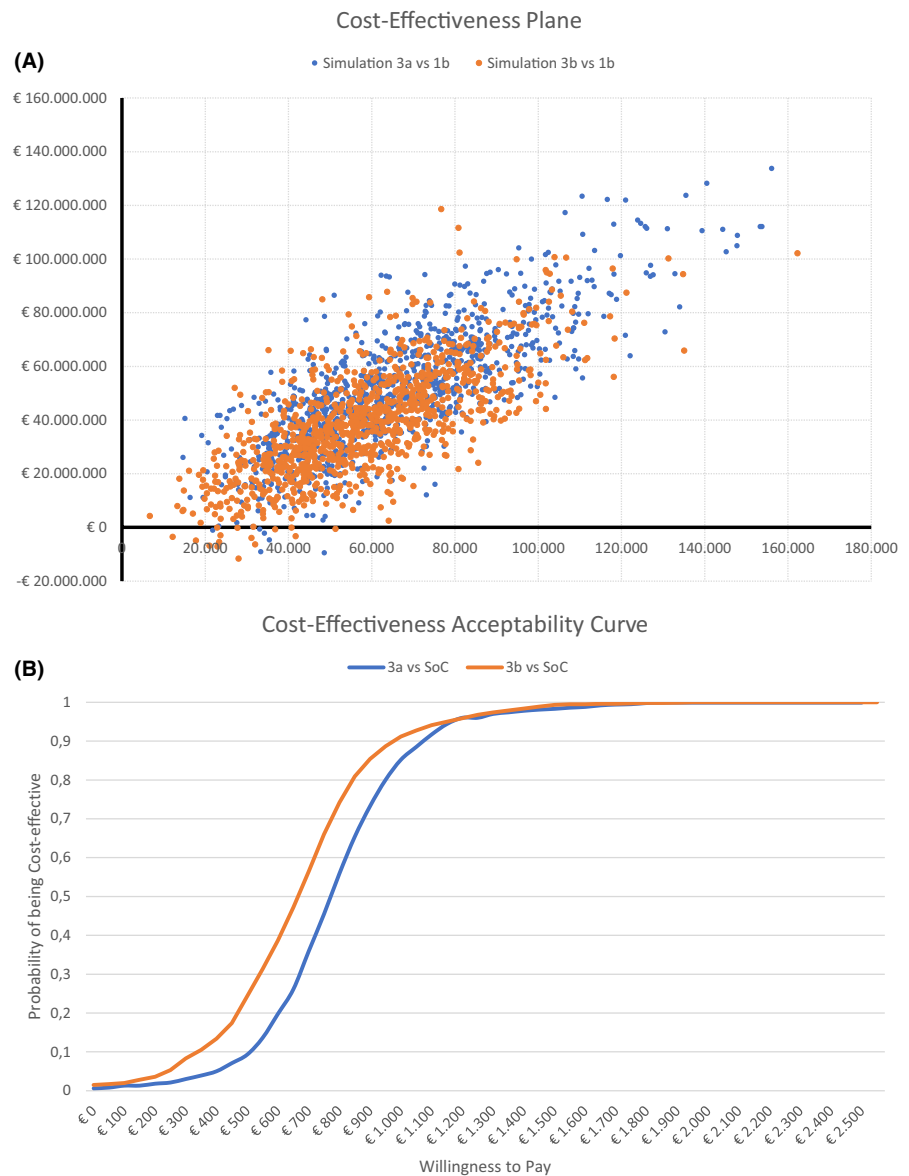 Cost-Effectiveness Plane
(A)
Simulation 3a vs 1b Simulation 3b vs 1b
€ 160.000.000
€ 140.000.000
€ 120.000.000
€ 100.000.000
€ 80.000.000
€ 60.000.000
€ 40.000.000
€ 20.000.000
€ 0
-€ 20.000.000
0 20.000 40.000 60.000 80.000 100.000 120.000 140.000 160.000 180.000
Cost-Effectiveness Acceptability Curve
(B)
3a vs SoC 3b vs SoC
Probability of being Cost-effective
1
0,9
0,8
0,7
0,6
0,5
0,4
0,3
0,2
0,1
0
€ 0 € 100 € 200 € 300 € 400 € 500 € 600 € 700 € 800 € 900 € 1.000 € 1.100 € 1.200 € 1.300 € 1.400 € 1.500 € 1.600 € 1.700 € 1.800 € 1.900 € 2.000 € 2.100 € 2.200 € 2.300 € 2.400 € 2.500
Willingness to Pay